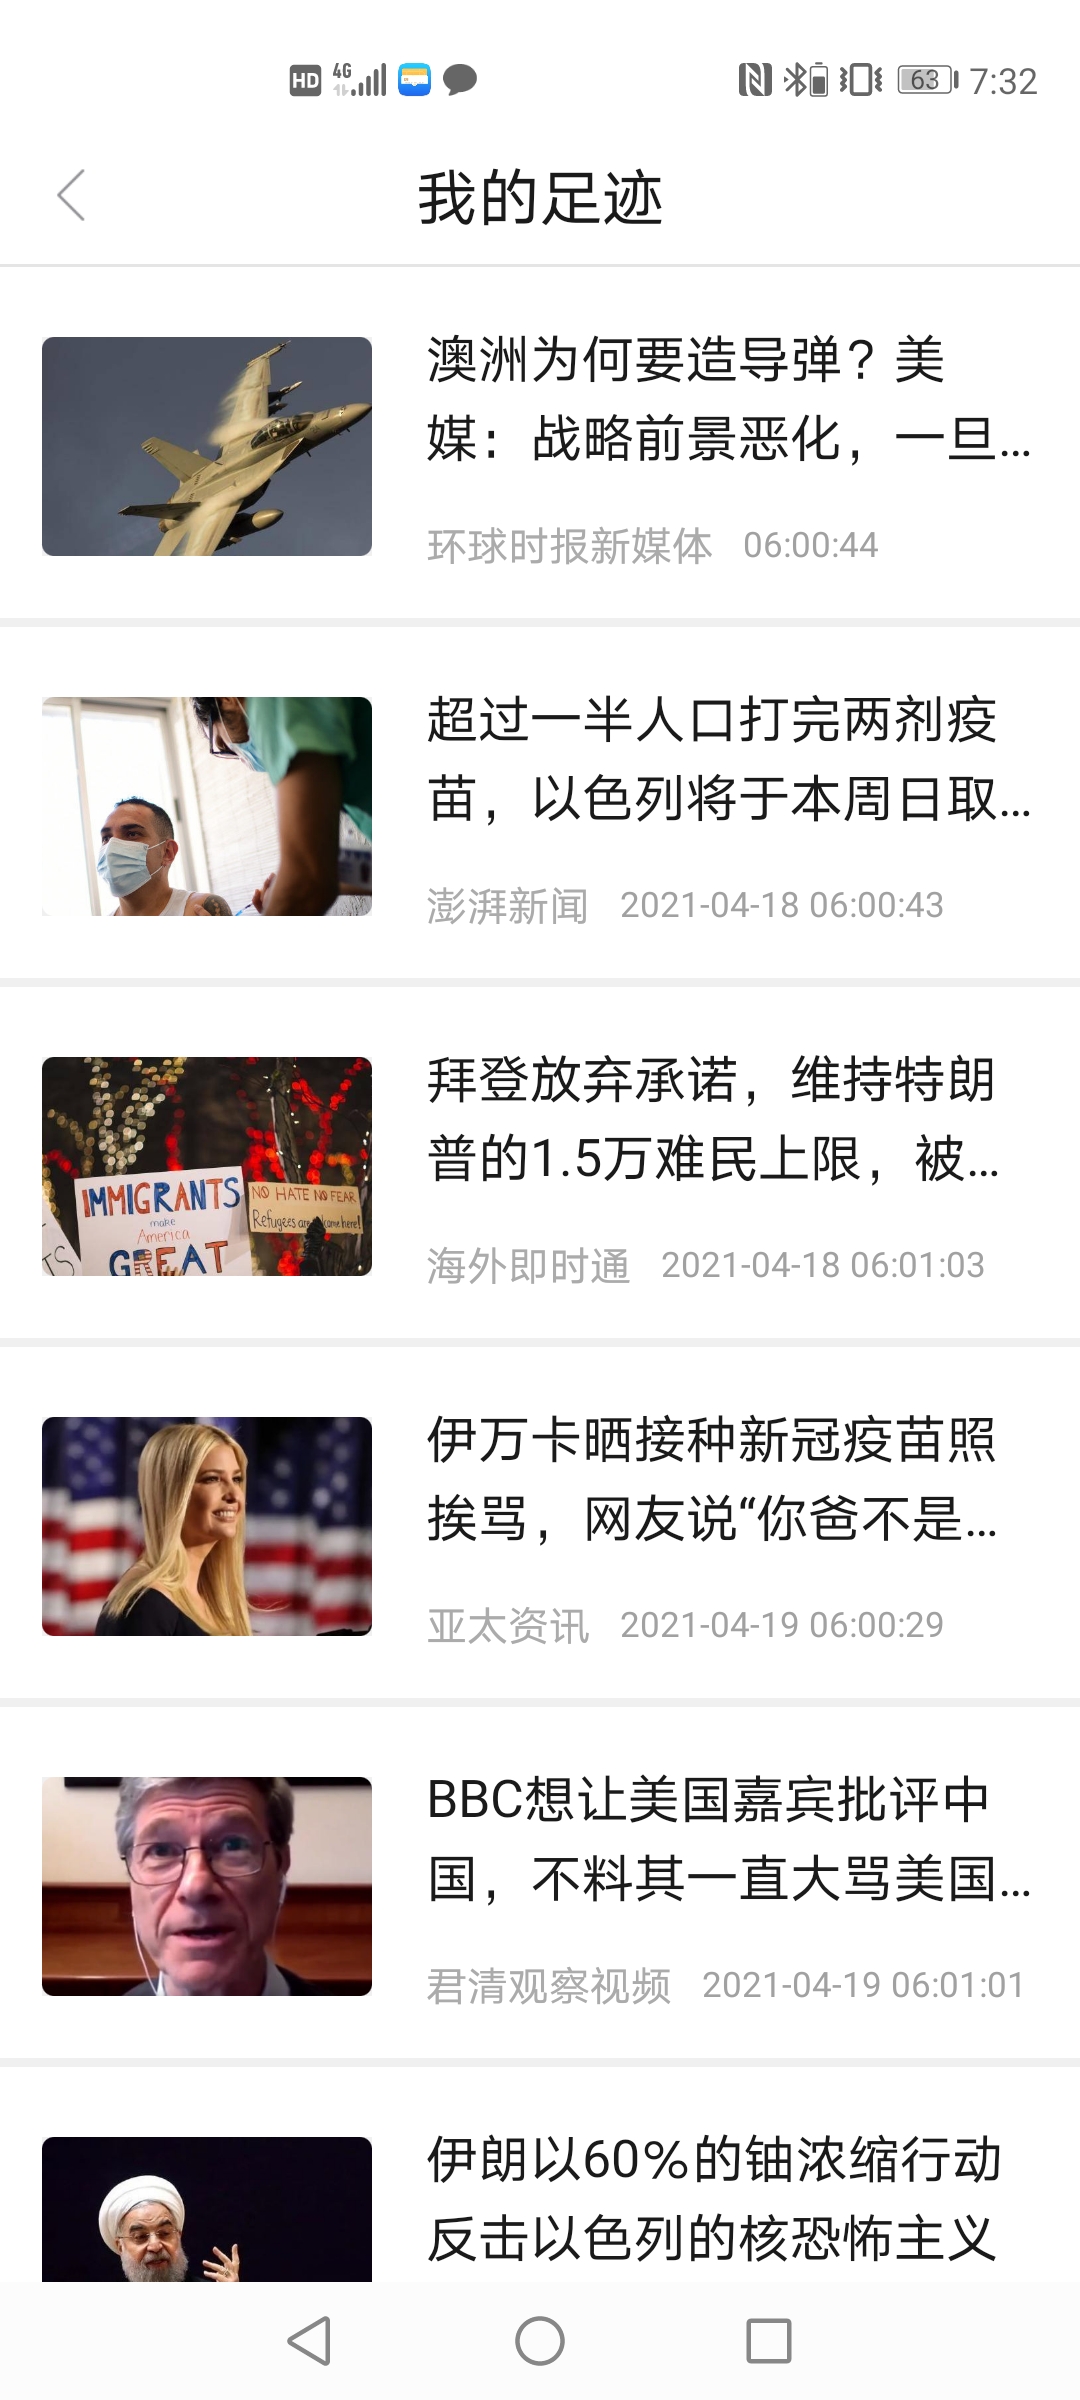 HD 4G 63 7:32
我的足迹
澳洲为何要造导弹？美
媒：战略前景恶化，一旦...
环球时报新媒体 06:00:44
超过一半人口打完两剂疫
苗，以色列将于本周日取...
澎湃新闻 2021-04-18 06:00:43
拜登放弃承诺，维持特朗
普的1.5万难民上限，被...
海外即时通 2021-04-18 06:01:03
IMMIGRANTS
make
America
GREAT
NO HATE NO FEAR
Refugees are
here!
TS
伊万卡晒接种新冠疫苗照
挨骂，网友说“你爸不是...
亚太资讯 2021-04-19 06:00:29
BBC想让美国嘉宾批评中
国，不料其一直大骂美国...
君清观察视频 2021-04-19 06:01:01
伊朗以60%的铀浓缩行动
反击以色列的核恐怖主义